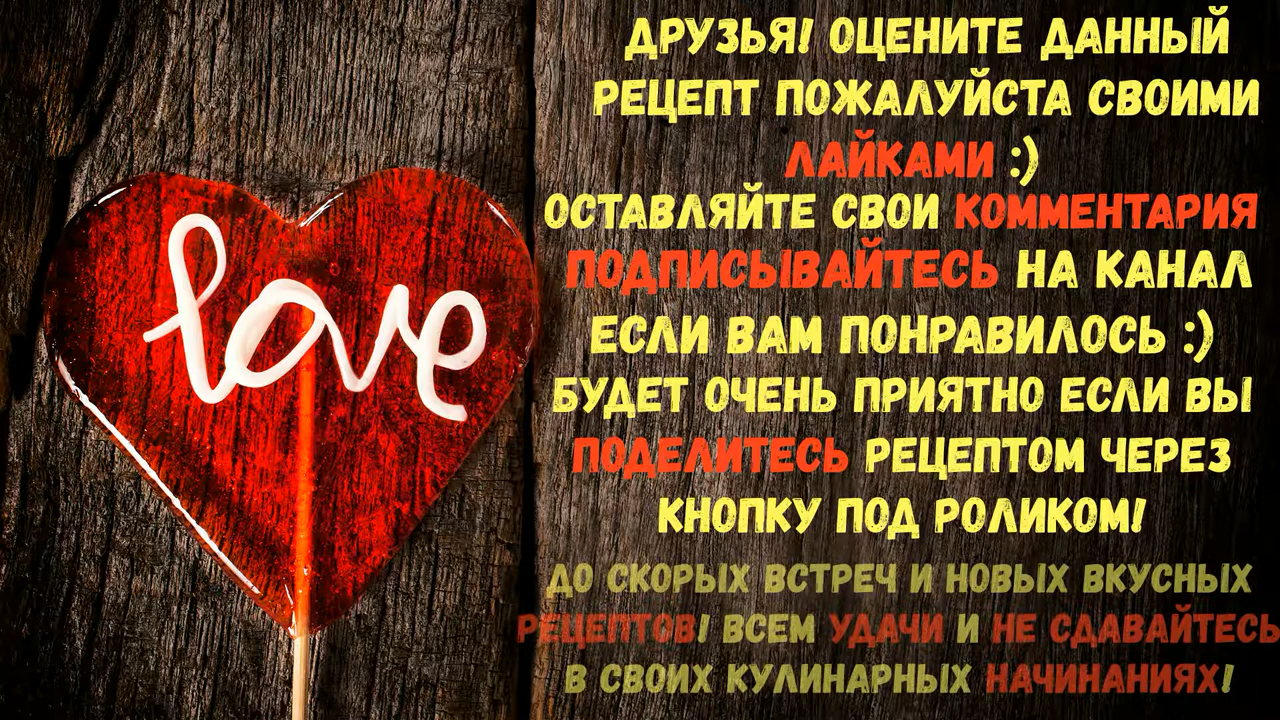 love
ДРУЗЬЯ! ОЦЕНИТЕ ДАННЫЙ
РЕЦЕПТ ПОЖАЛУЙСТА СВОИМИ
ЛАЙКАМИ :)
ОСТАВЛЯЙТЕ СВОИ КОММЕНТАРИЯ
ПОДПИСЫВАЙТЕСЬ НА КАНАЛ
ЕСЛИ ВАМ ПОНРАВИЛОСЬ :)
БУДЕТ ОЧЕНЬ ПРИЯТНО ЕСЛИ ВЫ
ПОДЕЛИТЕСЬ РЕЦЕПТОМ ЧЕРЕЗ
КНОПКУ ПОД РОЛИКОМ!
ДО СКОРЫХ ВСТРЕЧ И НОВЫХ ВКУСНЫХ
РЕЦЕПТОВ! ВСЕМ УДАЧИ И НЕ СДАВАЙТЕСЬ
В СВОИХ КУЛИНАРНЫХ НАЧИНАНИЯХ!